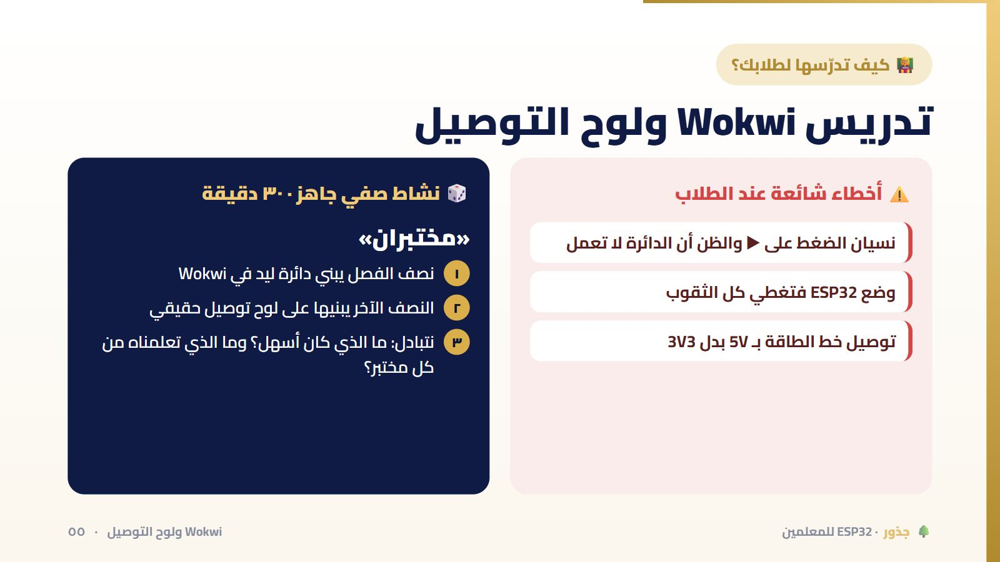 كيف تدرّسها لطلابك؟
تدريس Wokwi ولوح التوصيل
أخطاء شائعة عند الطلاب
نسيان الضغط على ▶ والظن أن الدائرة لا تعمل
وضع ESP32 فتغطي كل الثقوب
توصيل خط الطاقة بـ 5V بدل 3V3
نشاط صفي جاهز · ٣٠ دقيقة
«مختبران»
١ نصف الفصل يبني دائرة ليد في Wokwi
٢ النصف الآخر يبنيها على لوح توصيل حقيقي
٣ نتبادل: ما الذي كان أسهل؟ وما الذي تعلمناه من
كل مختبر؟
جذور · ESP32 للمعلمين
Wokwi ولوح التوصيل · ٥٥